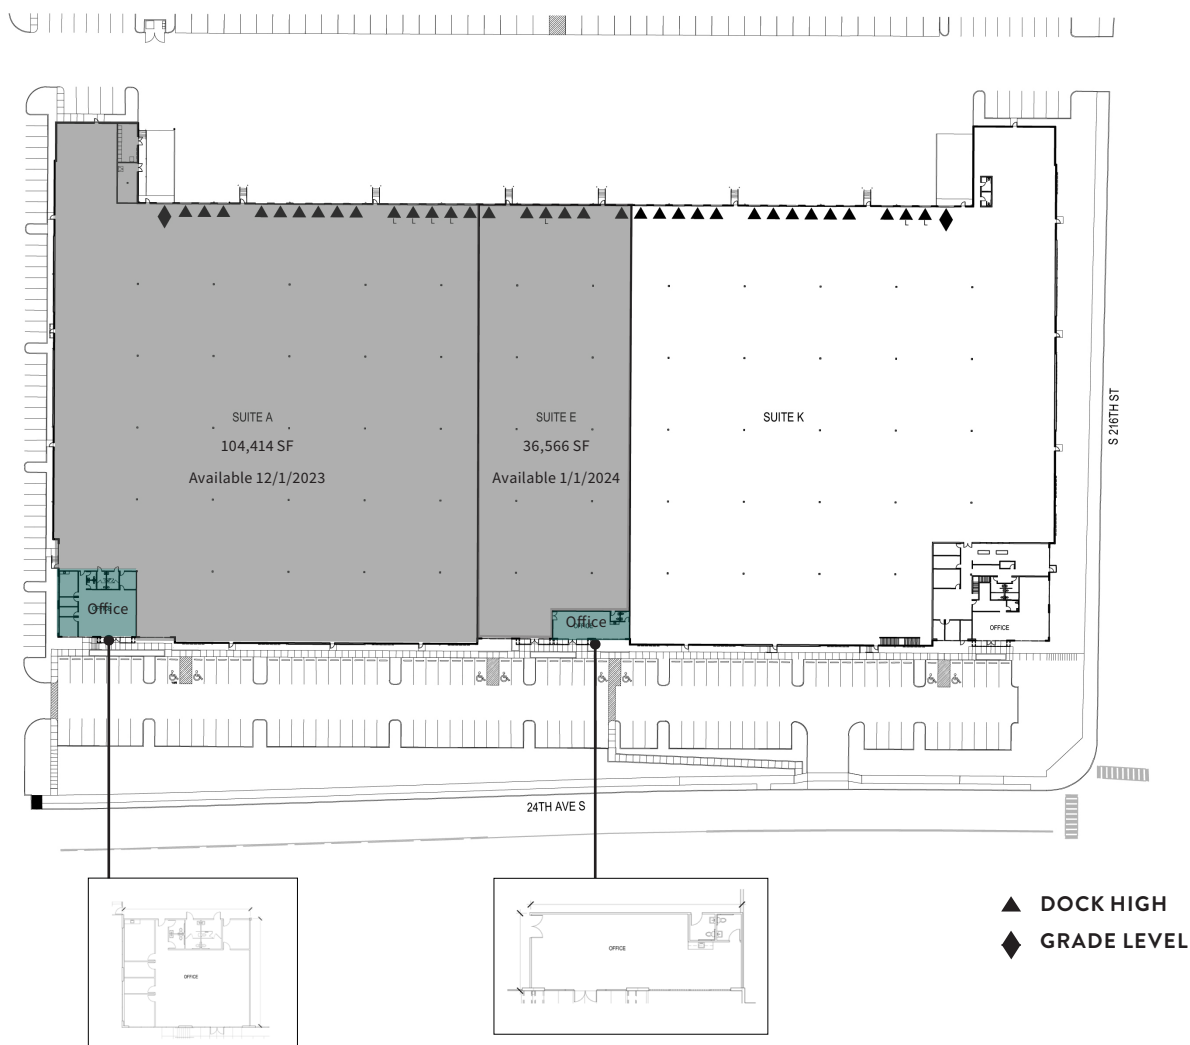 SUITE A
104,414 SF
Available 12/1/2023
SUITE E
36,566 SF
Available 1/1/2024
SUITE K
S 216TH ST
Office
Office
OFFICE
24TH AVE S
OFFICE
OFFICE
DOCK HIGH
GRADE LEVEL
L
L
L
L
L
L
L